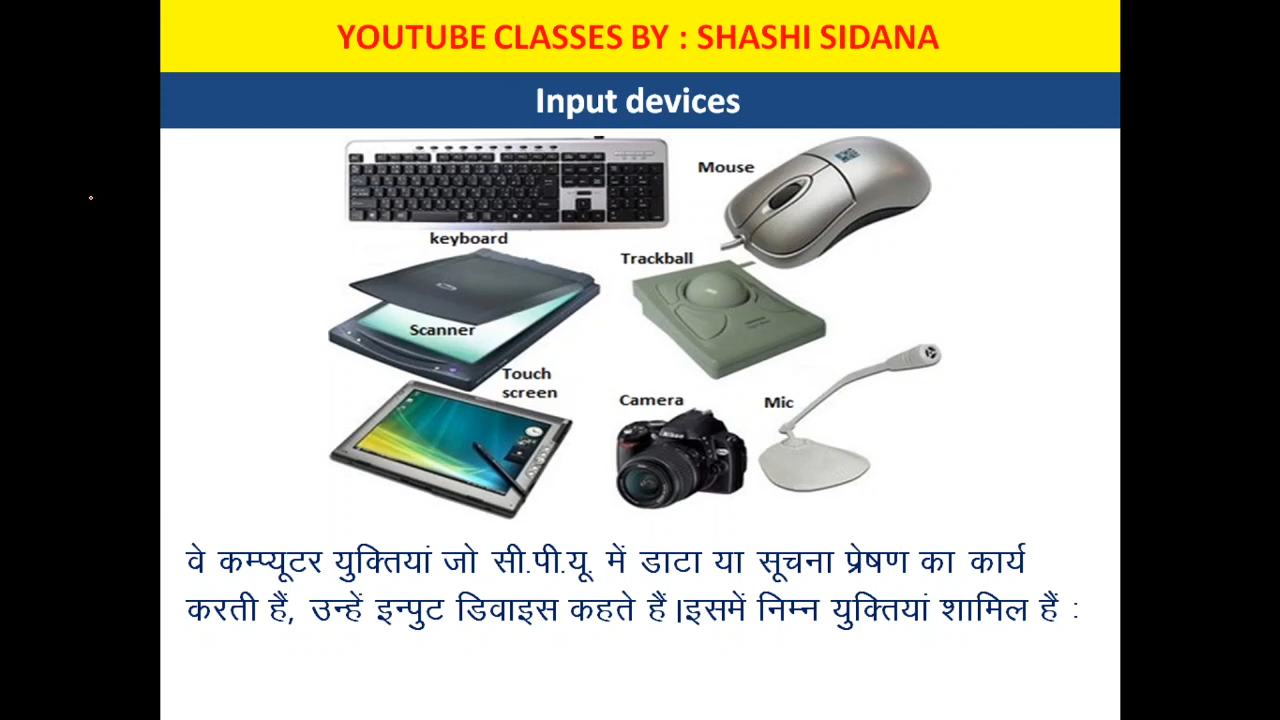 YOUTUBE CLASSES BY : SHASHI SIDANA
Input devices
Mouse
keyboard
Trackball
Scanner
Touch
screen
Camera
Mic
Nikon
वे कम्प्यूटर युक्तियां जो सी.पी.यू. में डाटा या सूचना प्रेषण का कार्य
करती हैं, उन्हें इन्पुट डिवाइस कहते हैं।इसमें निम्न युक्तियां शामिल हैं :